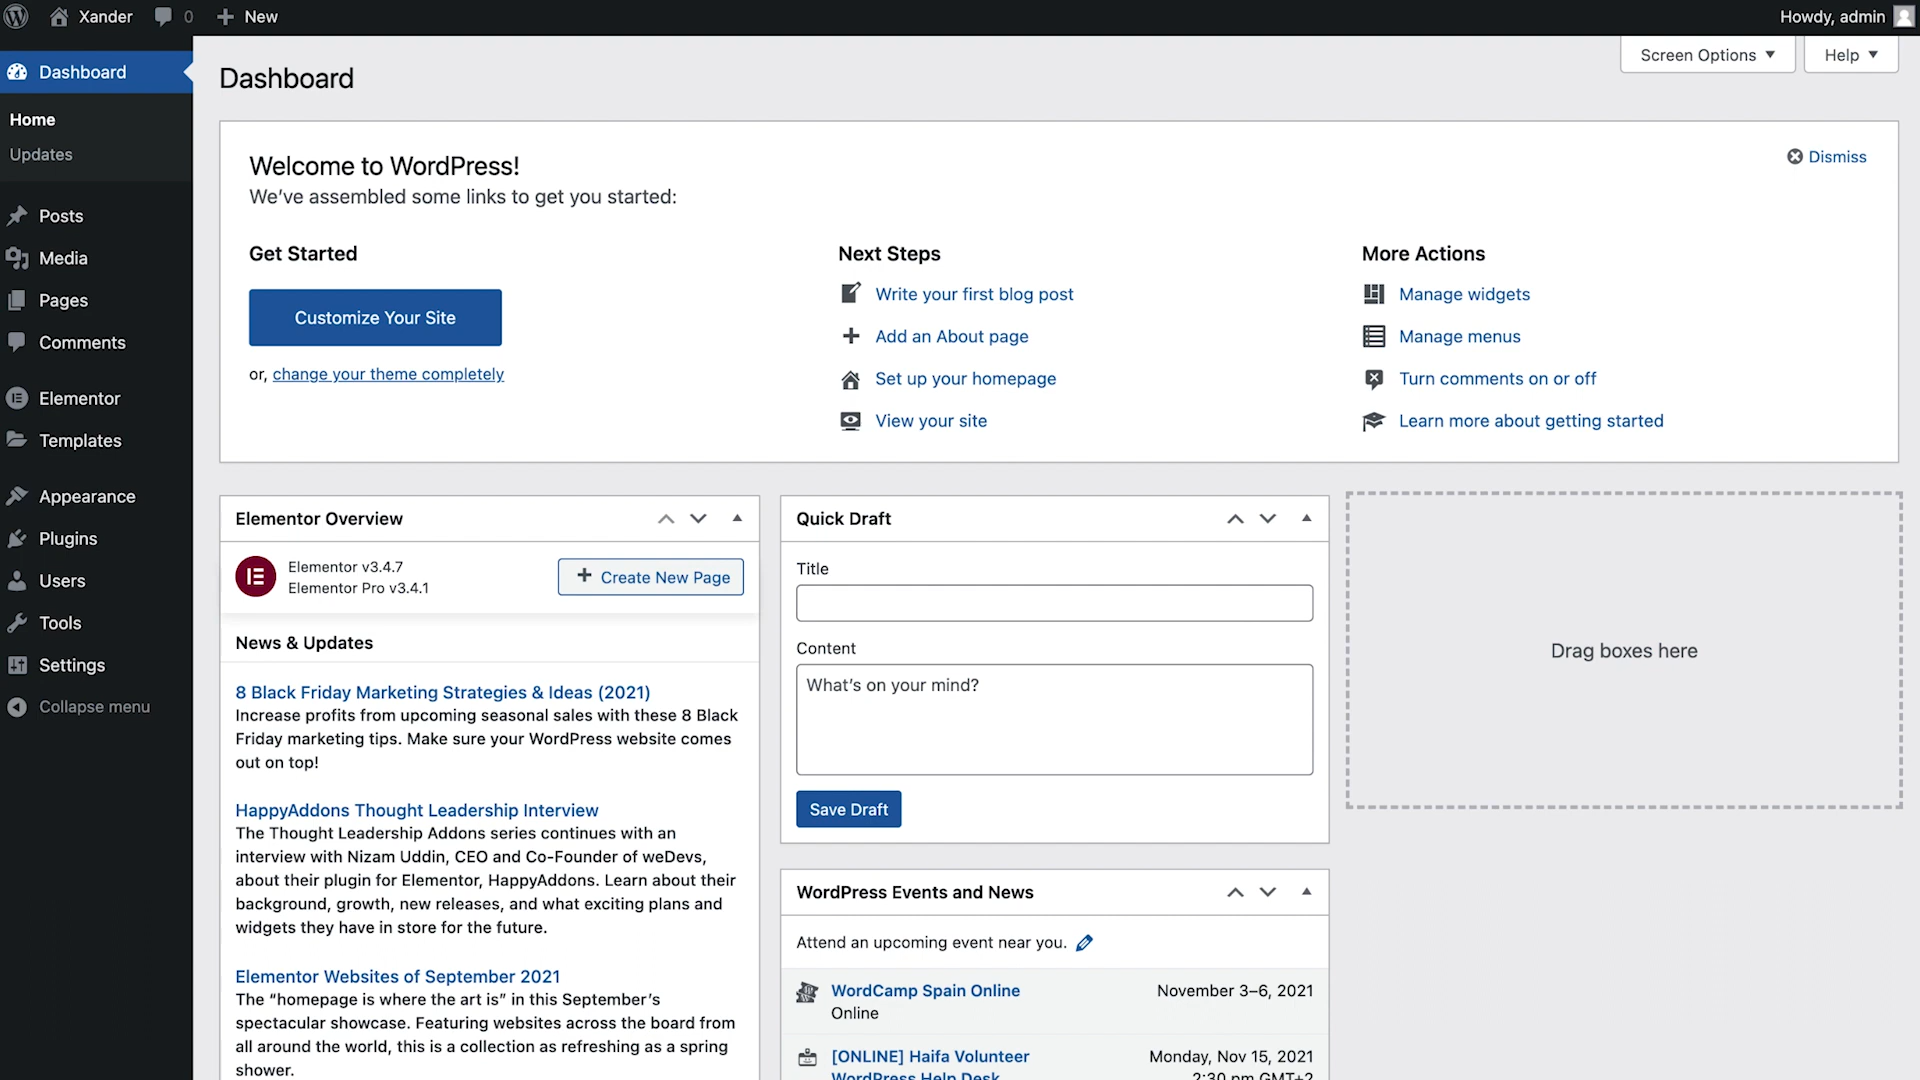 Xander
0
New
Howdy, admin
Dashboard
Home
Updates
Posts
Media
Pages
Comments
Elementor
Templates
Appearance
Plugins
Users
Tools
Settings
Collapse menu
Screen Options
Help
Dashboard
Welcome to WordPress!
We’ve assembled some links to get you started:
Dismiss
Get Started
Customize Your Site
or, change your theme completely
Next Steps
Write your first blog post
Add an About page
Set up your homepage
View your site
More Actions
Manage widgets
Manage menus
Turn comments on or off
Learn more about getting started
Elementor Overview
Elementor v3.4.7
Elementor Pro v3.4.1
Create New Page
News & Updates
8 Black Friday Marketing Strategies & Ideas (2021)
Increase profits from upcoming seasonal sales with these 8 Black
Friday marketing tips. Make sure your WordPress website comes
out on top!
HappyAddons Thought Leadership Interview
The Thought Leadership Addons series continues with an
interview with Nizam Uddin, CEO and Co-Founder of weDevs,
about their plugin for Elementor, HappyAddons. Learn about their
background, growth, new releases, and what exciting plans and
widgets they have in store for the future.
Elementor Websites of September 2021
The “homepage is where the art is” in this September’s
spectacular showcase. Featuring websites across the board from
all around the world, this is a collection as refreshing as a spring
shower.
Quick Draft
Title
Content
What’s on your mind?
Save Draft
WordPress Events and News
Attend an upcoming event near you.
WordCamp Spain Online
Online
November 3–6, 2021
[ONLINE] Haifa Volunteer
WordPress Help Desk
Monday, Nov 15, 2021
2:30 pm GMT+2
Drag boxes here